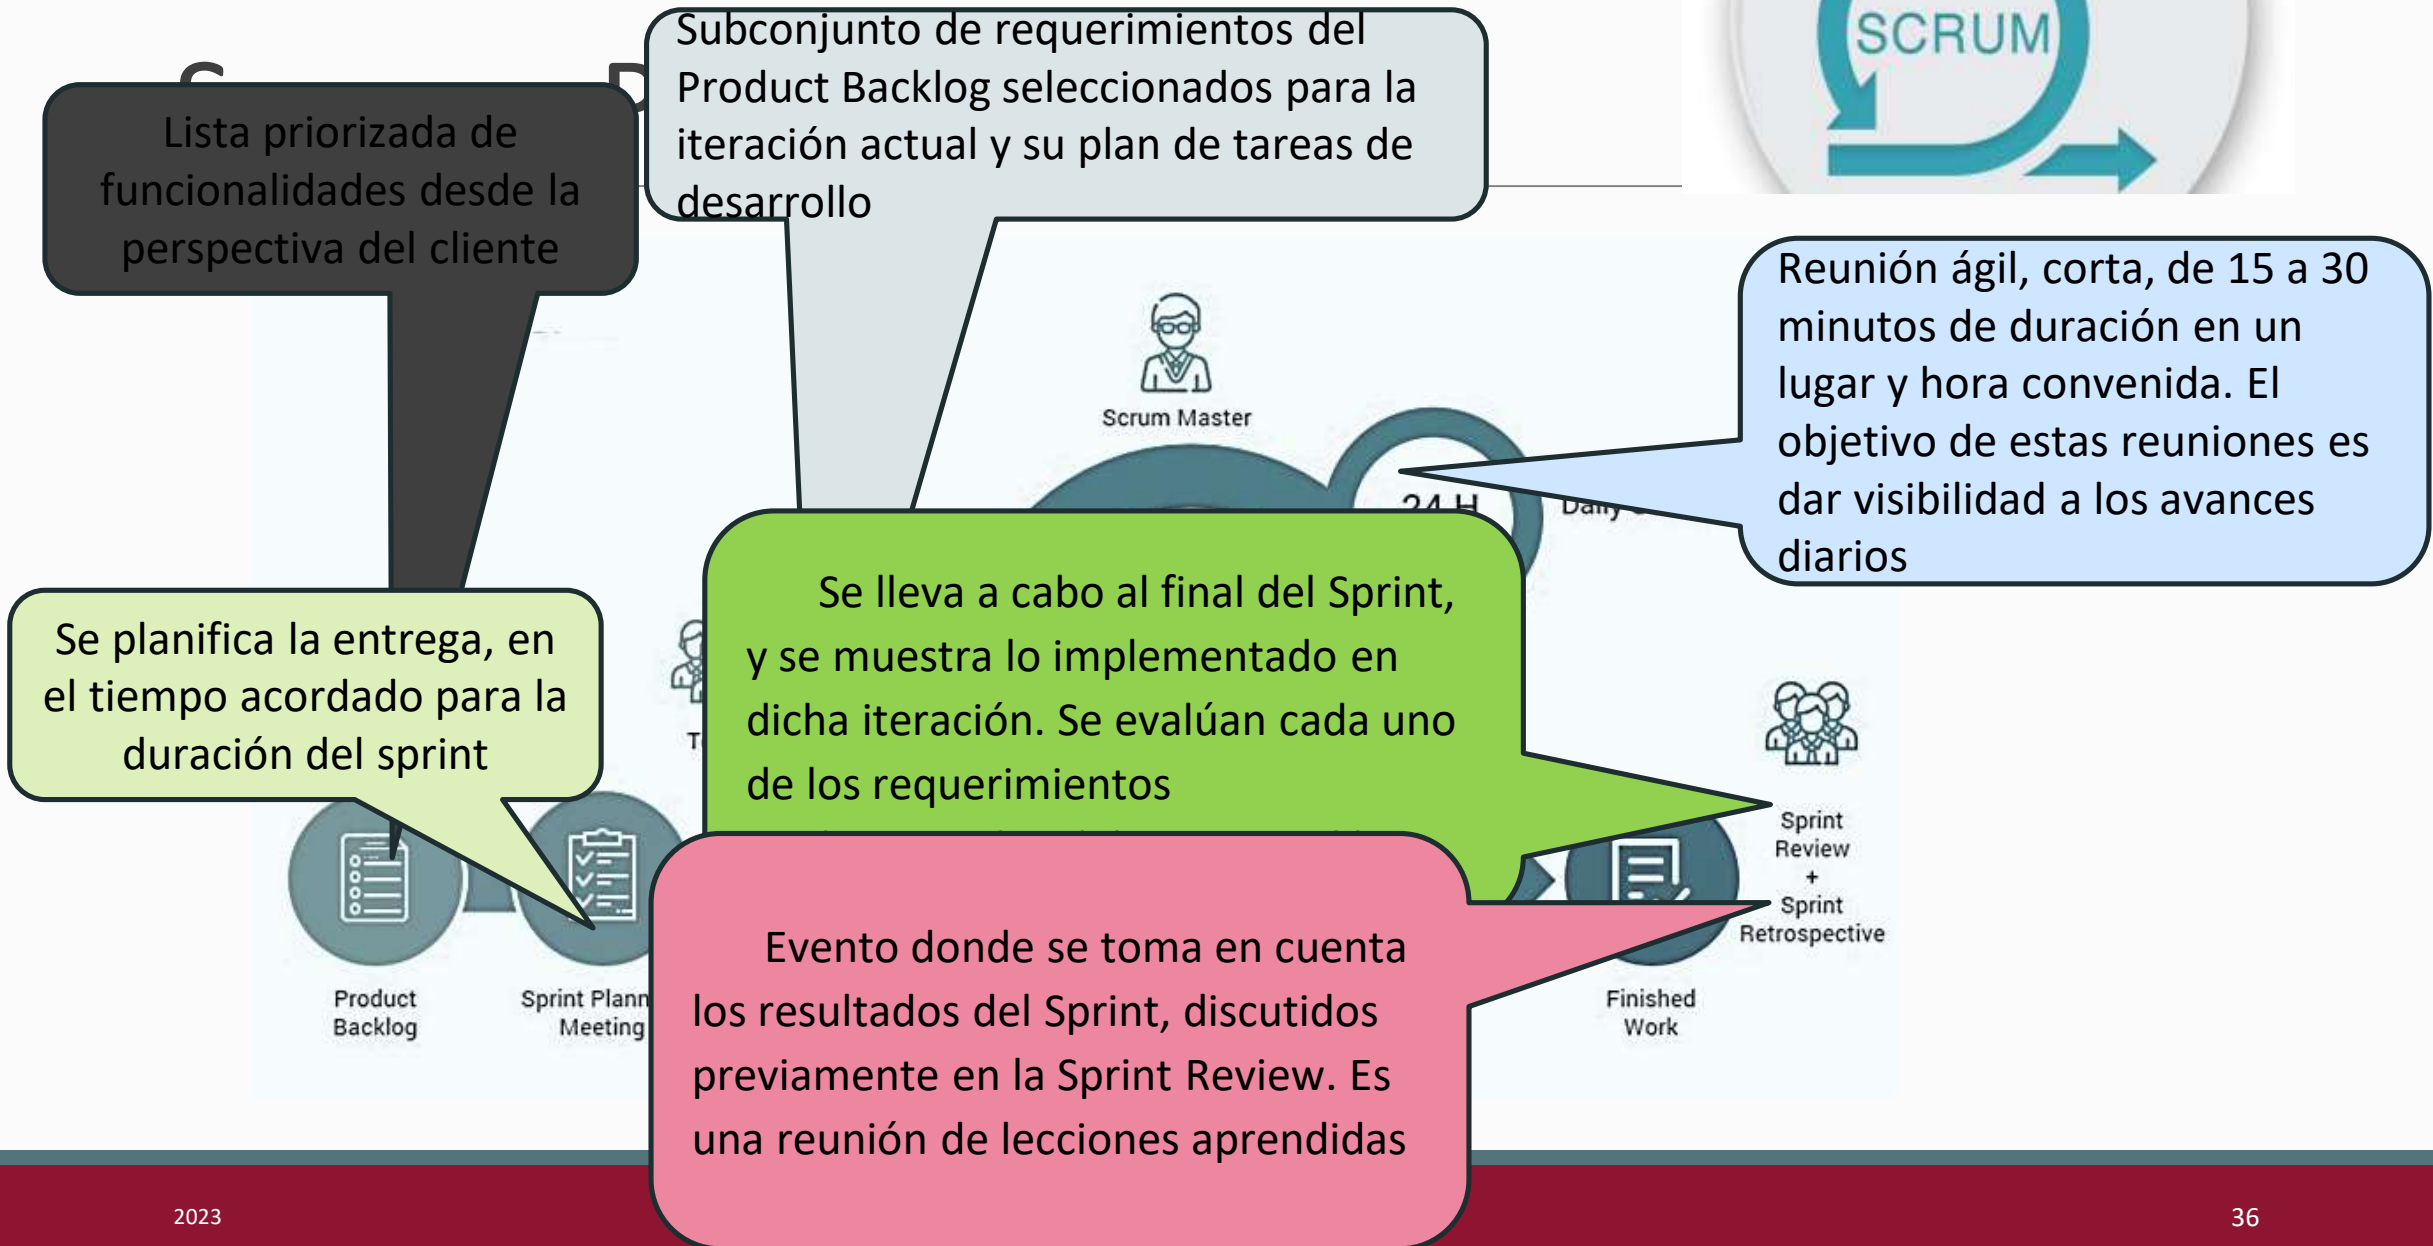 SCRUM
Lista priorizada de
funcionalidades desde la
perspectiva del cliente
Subconjunto de requerimientos del
Product Backlog seleccionados para la
iteración actual y su plan de tareas de
desarrollo
Reunión ágil, corta, de 15 a 30
minutos de duración en un
lugar y hora convenida. El
objetivo de estas reuniones es
dar visibilidad a los avances
diarios
Scrum Master
24 H
Daily
Se planifica la entrega, en
el tiempo acordado para la
duración del sprint
Se lleva a cabo al final del Sprint,
y se muestra lo implementado en
dicha iteración. Se evalúan cada uno
de los requerimientos
Sprint
Review
+
Sprint
Retrospective
Evento donde se toma en cuenta
los resultados del Sprint, discutidos
previamente en la Sprint Review. Es
una reunión de lecciones aprendidas
Product
Backlog
Sprint Plann
Meeting
Finished
Work
2023
36